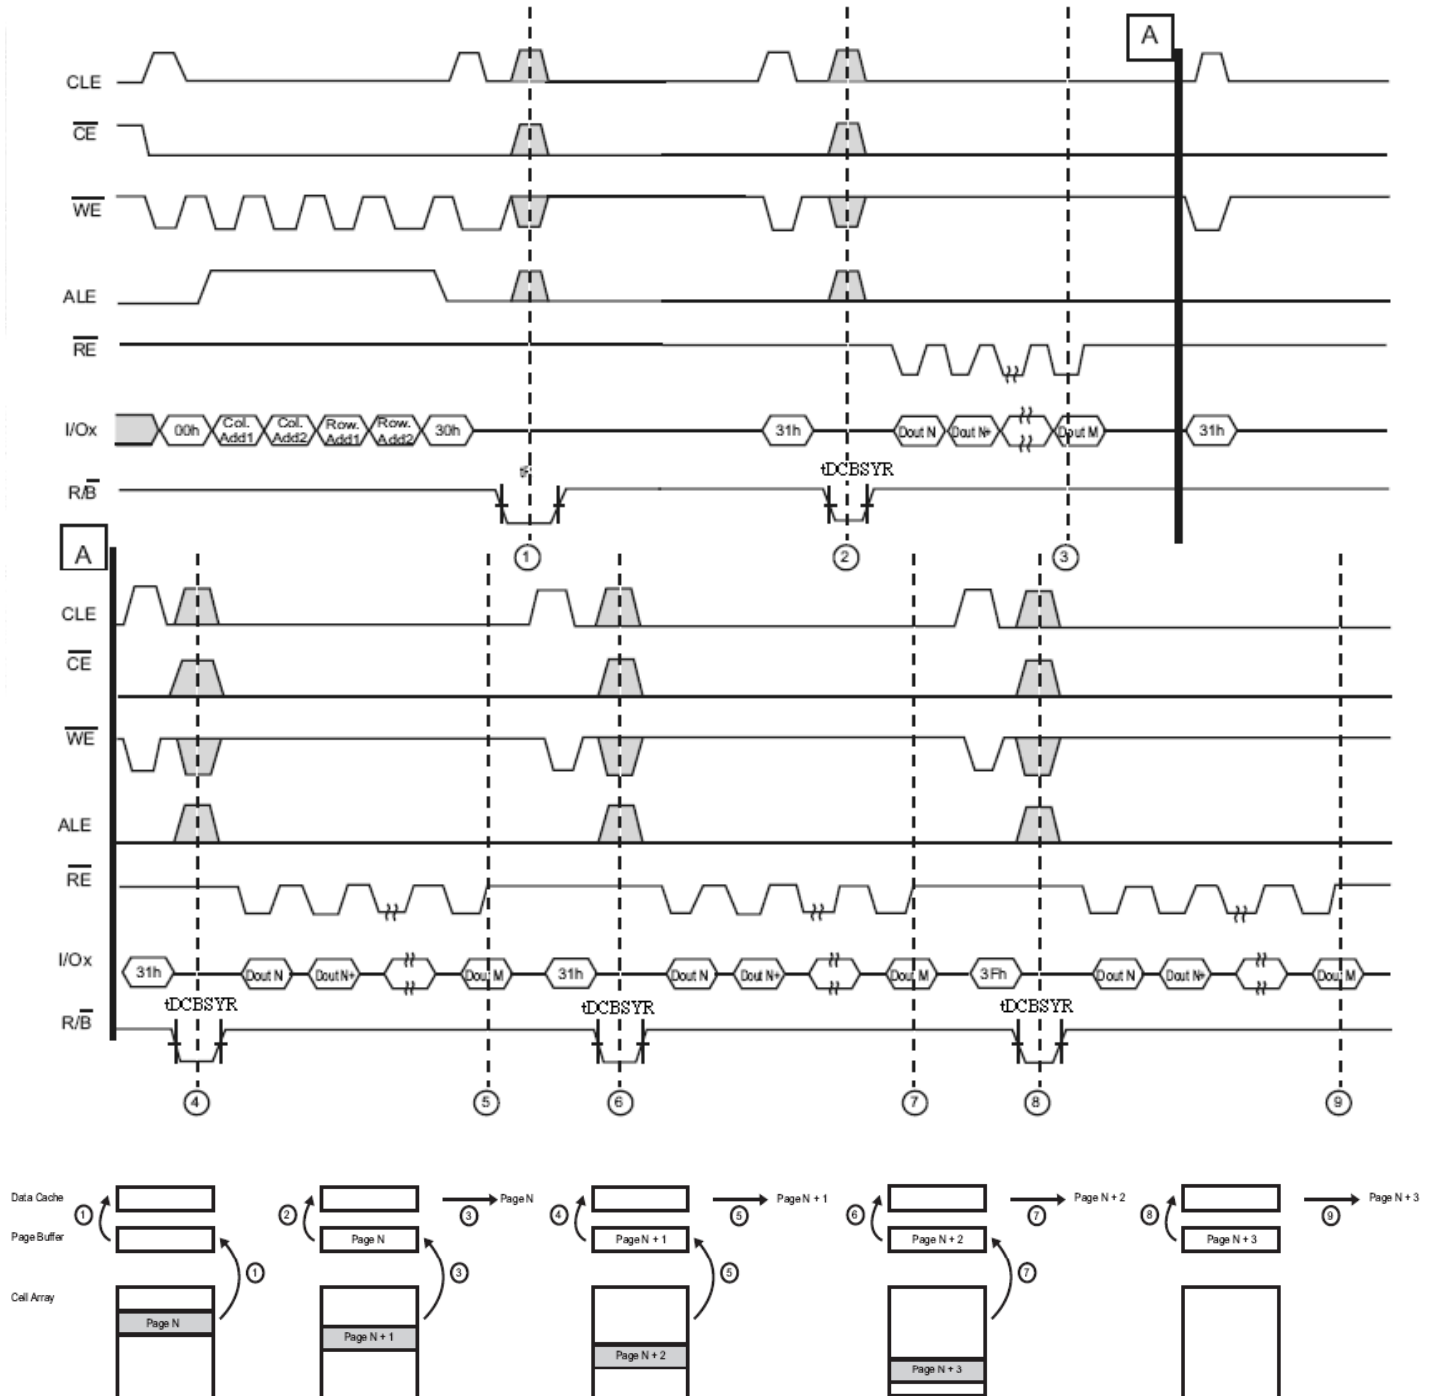 A
CLE
CE
WE
ALE
RE
I/Ox 00h Col. Add1 Col. Add2 Row. Add1 Row. Add2 30h 31h Dout N Dout N+ Dout M 31h
tDCBSYR
R/B
1 2 3
A
CLE
CE
WE
ALE
RE
I/Ox 31h Dout N Dout N+ Dout M 31h Dout N Dout N+ Dout M 3Fh Dout N Dout N+ Dout M
tDCBSYR tDCBSYR tDCBSYR
R/B
4 5 6 7 8 9
Data Cache 1 2 3 Page N 4 5 Page N + 1 6 7 Page N + 2 8 9 Page N + 3
Page Buffer Page N Page N + 1 Page N + 2 Page N + 3
1 3 5 7
Cell Array
Page N Page N + 1 Page N + 2 Page N + 3